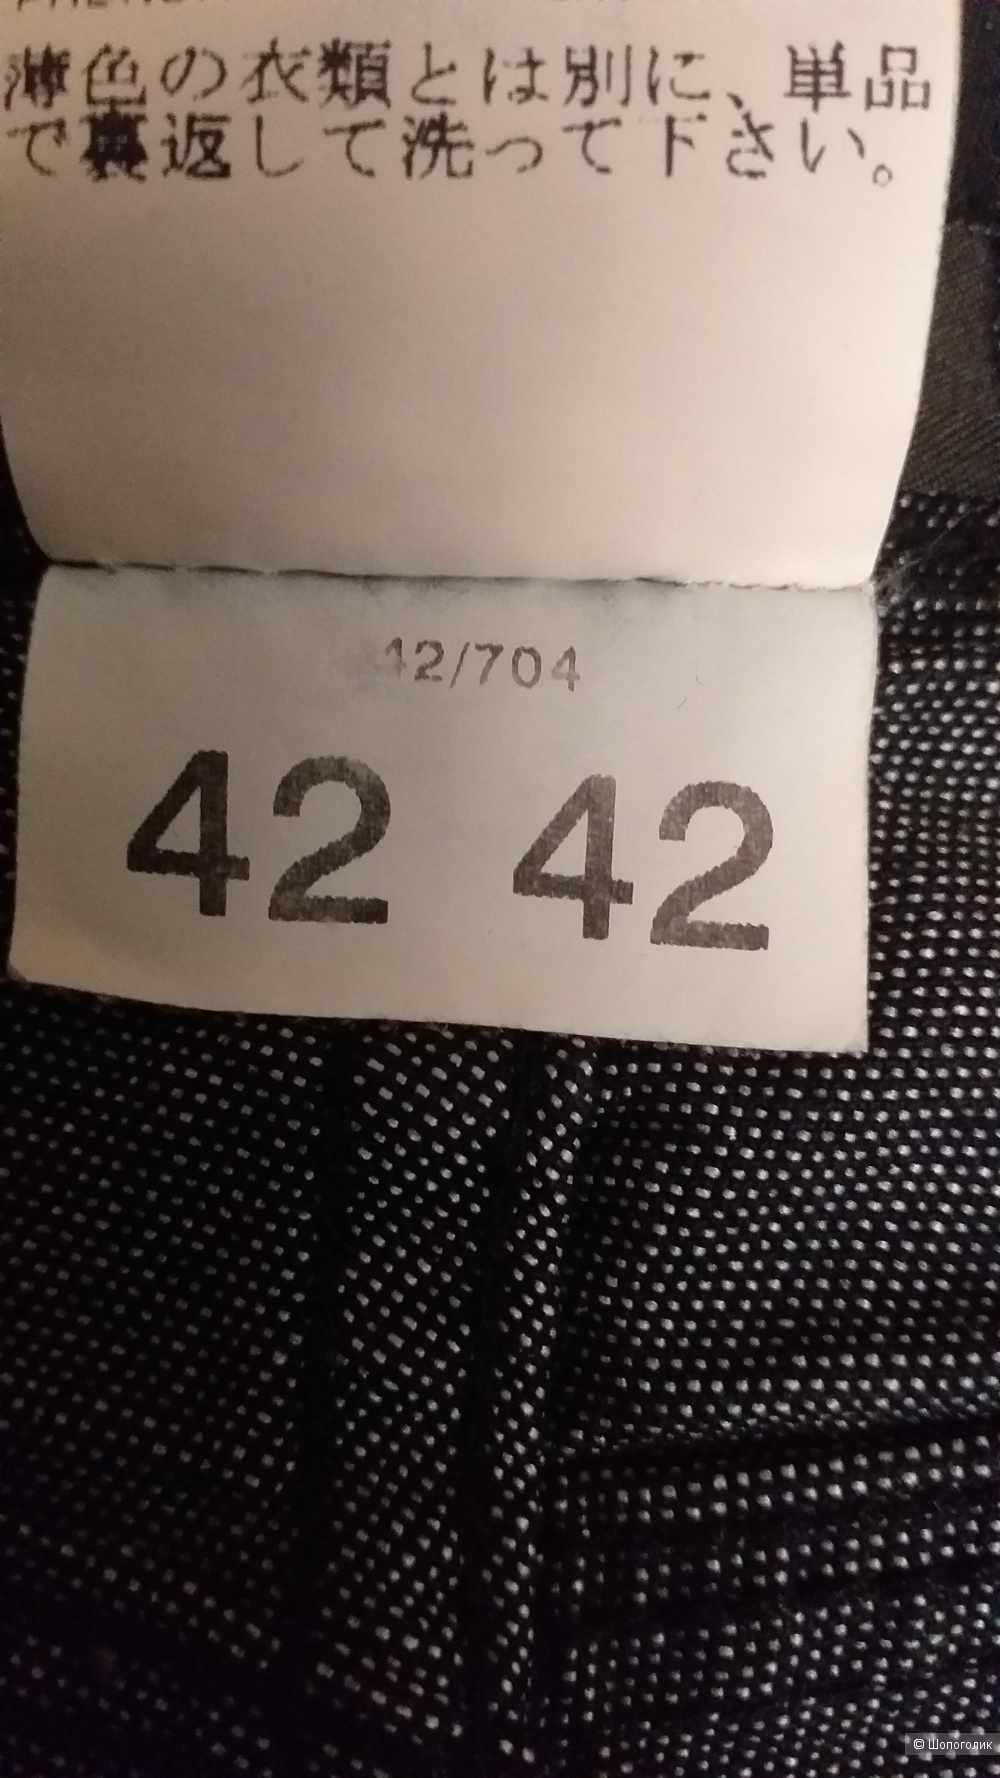 薄色の衣類とは別に、単品
で裏返して洗って下さい。
42/704
42 42
© Шопоголик